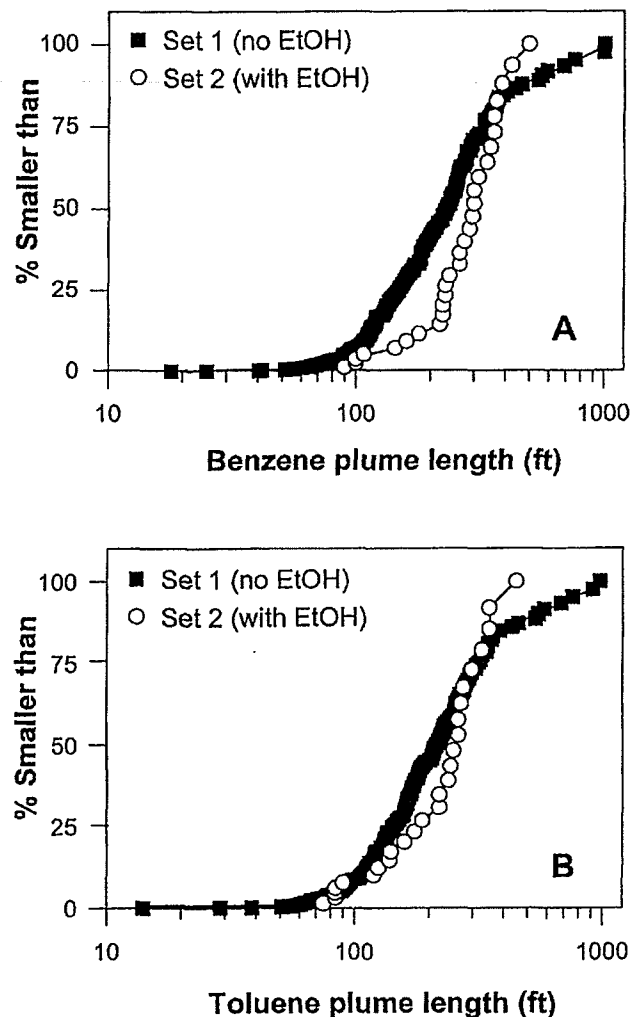 100
75
50
25
0
% Smaller than
Set 1 (no EtOH)
Set 2 (with EtOH)
A
10 100 1000
Benzene plume length (ft)
100
75
50
25
0
% Smaller than
Set 1 (no EtOH)
Set 2 (with EtOH)
B
10 100 1000
Toluene plume length (ft)